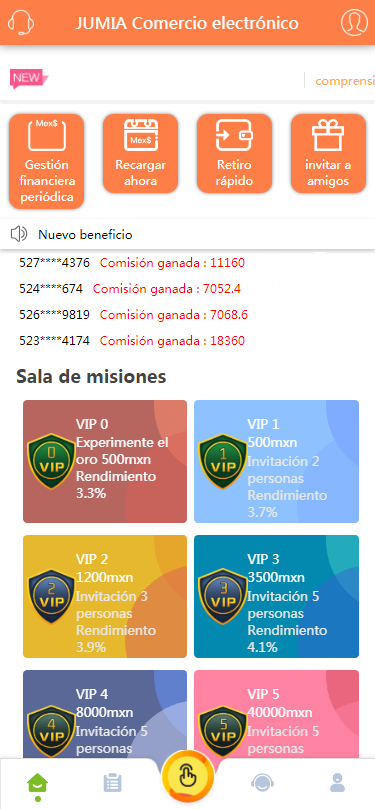 JUMIA Comercio electrónico
NEW
comprensi
Mex$
Gestión
financiera
periódica
Mex$
Recargar
ahora
Retiro
rápido
invitar a
amigos
Nuevo beneficio
527****4376 Comisión ganada : 11160
524****674 Comisión ganada : 7052.4
526****9819 Comisión ganada : 7068.6
523****4174 Comisión ganada : 18360
Sala de misiones
0
VIP
VIP 0
Experimente el
oro 500mxn
Rendimiento
3.3%
1
VIP
VIP 1
500mxn
Invitación 2
personas
Rendimiento
3.7%
2
VIP
VIP 2
1200mxn
Invitación 3
personas
Rendimiento
3.9%
3
VIP
VIP 3
3500mxn
Invitación 5
personas
Rendimiento
4.1%
4
VIP
VIP 4
8000mxn
Invitación 5
personas
5
VIP
VIP 5
40000mxn
Invitación 5
personas